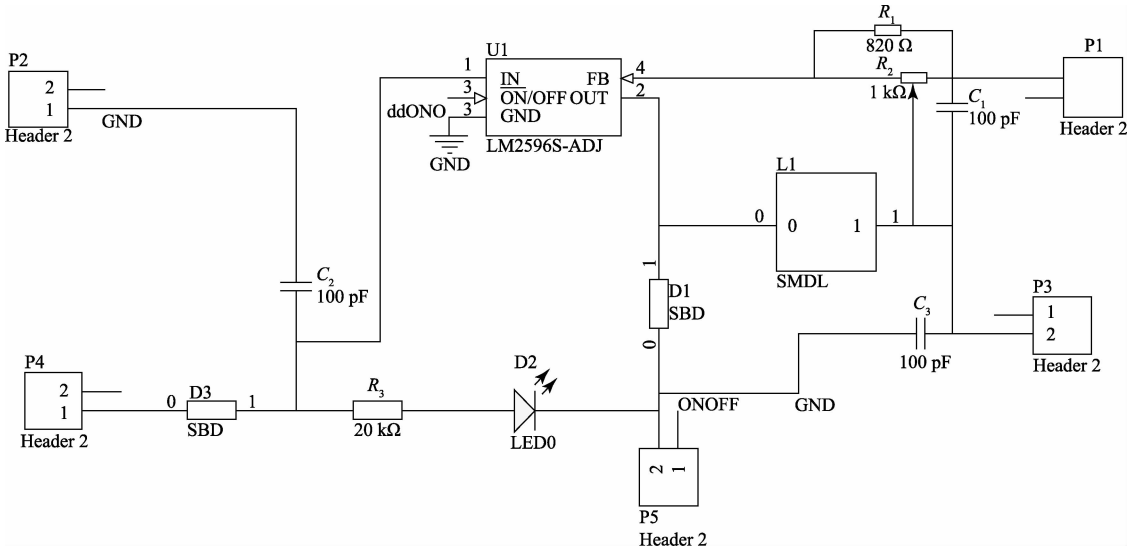 R1
820 Ω
P1
Header 2
P2
2
1
GND
Header 2
U1
1
3
3
IN
ON/OFF
GND
FB
OUT
4
2
ddONO
GND
LM2596S-ADJ
R2
1 kΩ
C1
100 pF
L1
0
0
1
1
SMDL
C2
100 pF
1
D1
SBD
0
C3
100 pF
P3
1
2
Header 2
P4
2
1
Header 2
0
D3
1
SBD
R3
20 kΩ
D2
LED0
ONOFF
GND
2
1
P5
Header 2